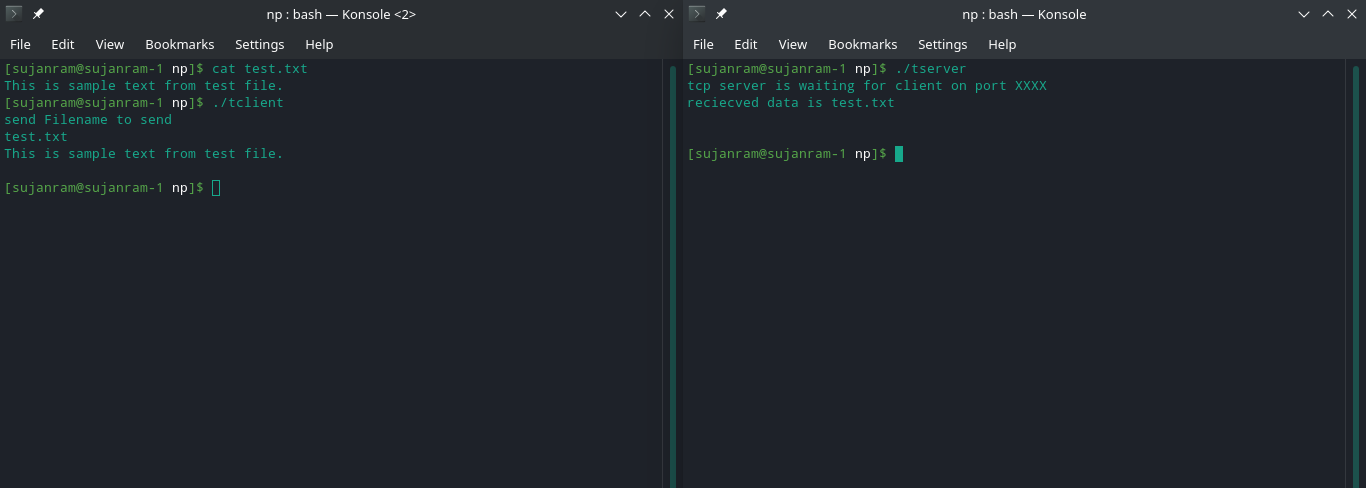 np : bash — Konsole <2>
File Edit View Bookmarks Settings Help
[sujanram@sujanram-1 np]$ cat test.txt
This is sample text from test file.
[sujanram@sujanram-1 np]$ ./tclient
send Filename to send
test.txt
This is sample text from test file.
[sujanram@sujanram-1 np]$
np : bash — Konsole
File Edit View Bookmarks Settings Help
[sujanram@sujanram-1 np]$ ./tserver
tcp server is waiting for client on port XXXX
reciecved data is test.txt
[sujanram@sujanram-1 np]$